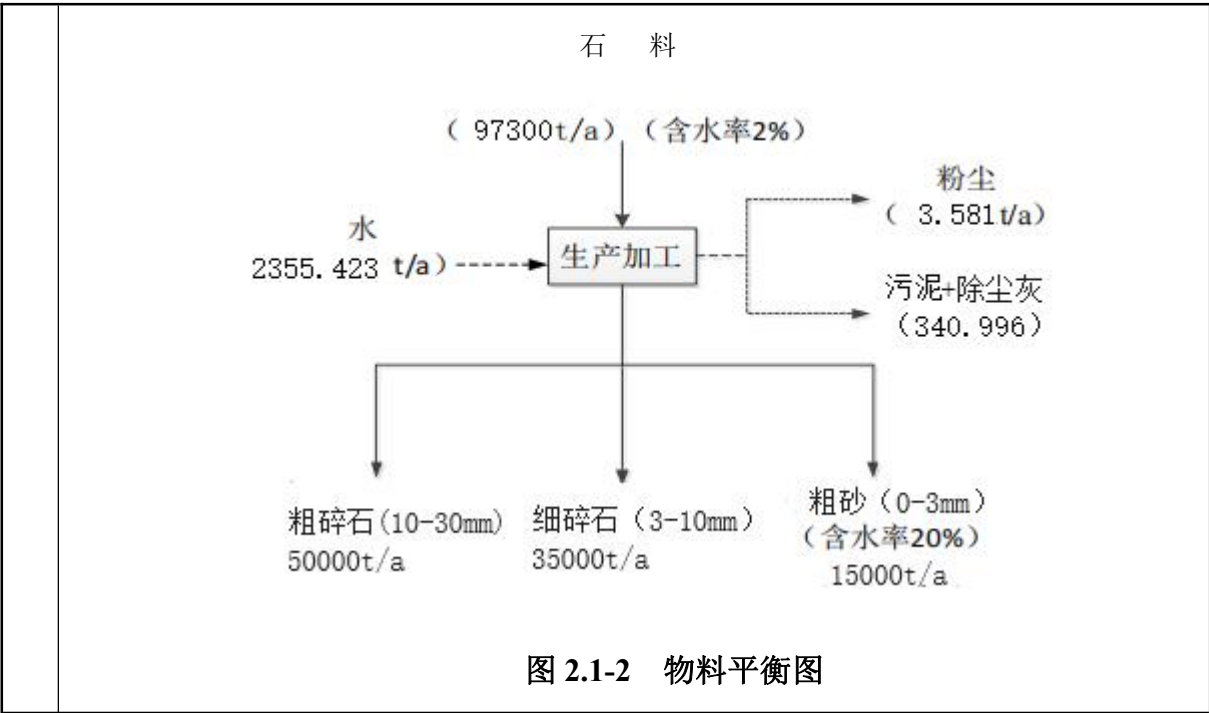 石 料
（ 97300t/a）（含水率2%）
粉尘
（ 3.581t/a）
水
2355.423 t/a）
生产加工
污泥+除尘灰
（340.996）
粗碎石(10-30mm)
50000t/a
细碎石（3-10mm）
35000t/a
粗砂（0-3mm）
（含水率20%）
15000t/a
图 2.1-2 物料平衡图